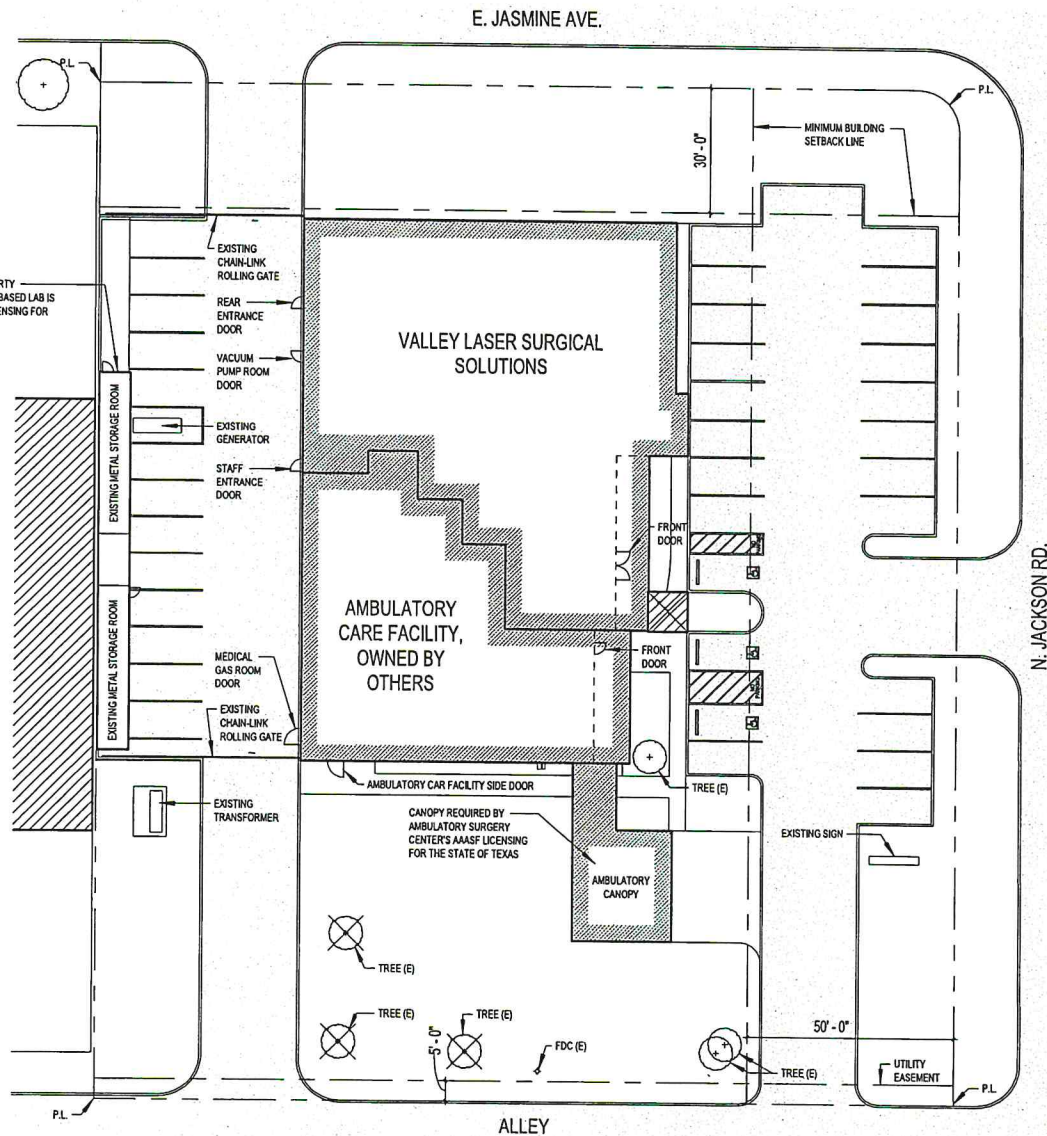 E. JASMINE AVE.
P.L.
P.L.
MINIMUM BUILDING
SETBACK LINE
30' - 0"
EXISTING
CHAIN-LINK
ROLLING GATE
RTY
BASED LAB IS
ENSING FOR
REAR
ENTRANCE
DOOR
VACUUM
PUMP ROOM
DOOR
VALLEY LASER SURGICAL
SOLUTIONS
EXISTING METAL STORAGE ROOM
EXISTING
GENERATOR
STAFF
ENTRANCE
DOOR
FRONT
DOOR
NO
PARKING
AMBULATORY
CARE FACILITY,
OWNED BY
OTHERS
N. JACKSON RD.
EXISTING METAL STORAGE ROOM
MEDICAL
GAS ROOM
DOOR
FRONT
DOOR
NO
PARKING
EXISTING
CHAIN-LINK
ROLLING GATE
AMBULATORY CAR FACILITY SIDE DOOR
TREE (E)
EXISTING
TRANSFORMER
CANOPY REQUIRED BY
AMBULATORY SURGERY
CENTER'S AAASF LICENSING
FOR THE STATE OF TEXAS
EXISTING SIGN
AMBULATORY
CANOPY
TREE (E)
TREE (E)
TREE (E)
5' - 0"
FDC (E)
50' - 0"
TREE (E)
UTILITY
EASEMENT
P.L.
P.L.
ALLEY